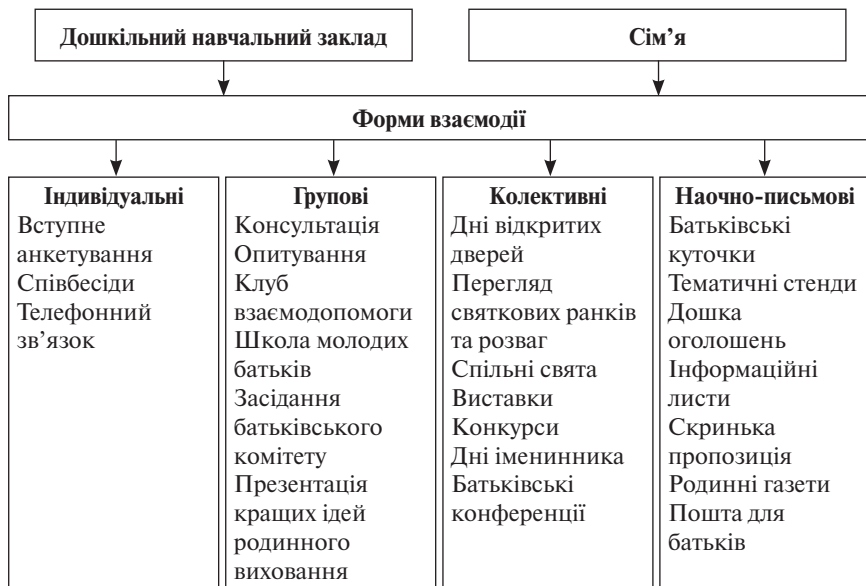 Дошкільний навчальний заклад
Сім’я
Форми взаємодії
Індивідуальні
Вступне
анкетування
Співбесіди
Телефонний
зв’язок
Групові
Консультація
Опитування
Клуб
взаємодопомоги
Школа молодих
батьків
Засідання
батьківського
комітету
Презентація
кращих ідей
родинного
виховання
Колективні
Дні відкритих
дверей
Перегляд
святкових ранків
та розваг
Спільні свята
Виставки
Конкурси
Дні іменинника
Батьківські
конференції
Наочно-письмові
Батьківські
куточки
Тематичні стенди
Дошка
оголошень
Інформаційні
листи
Скринька
пропозиція
Родинні газети
Пошта для
батьків